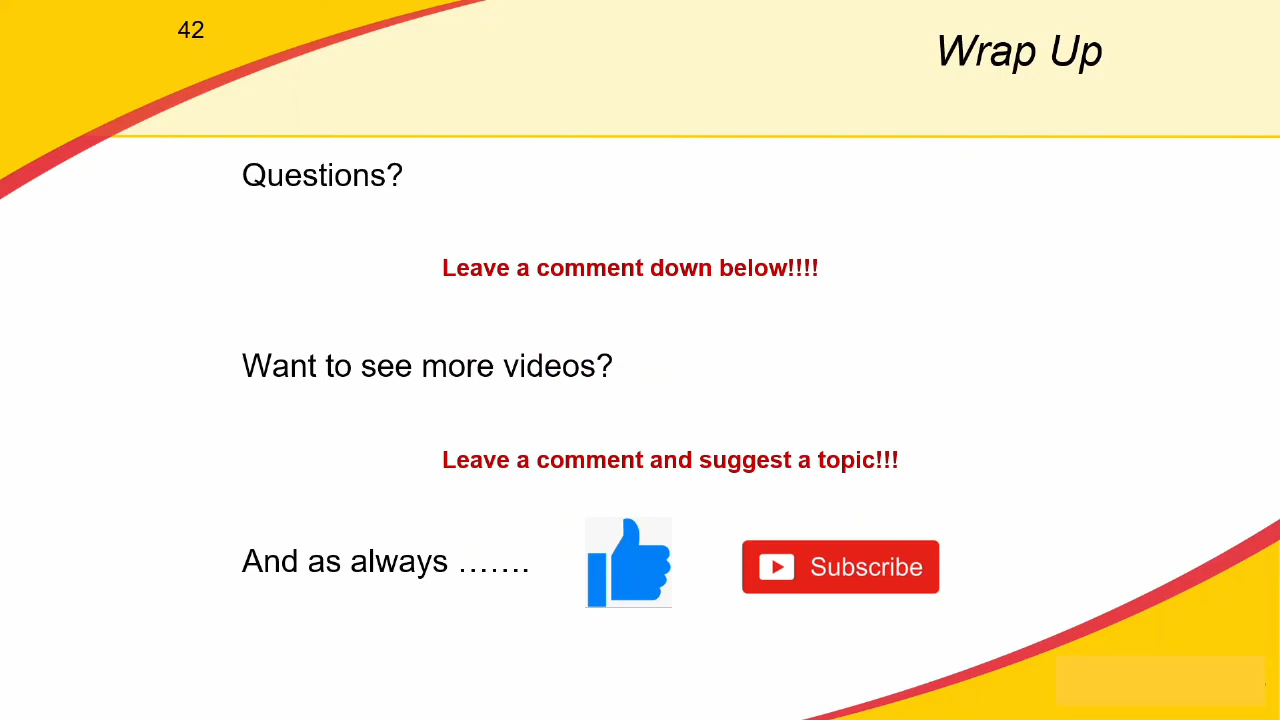 42
Wrap Up
Questions?
Leave a comment down below!!!!
Want to see more videos?
Leave a comment and suggest a topic!!!
And as always …….
Subscribe